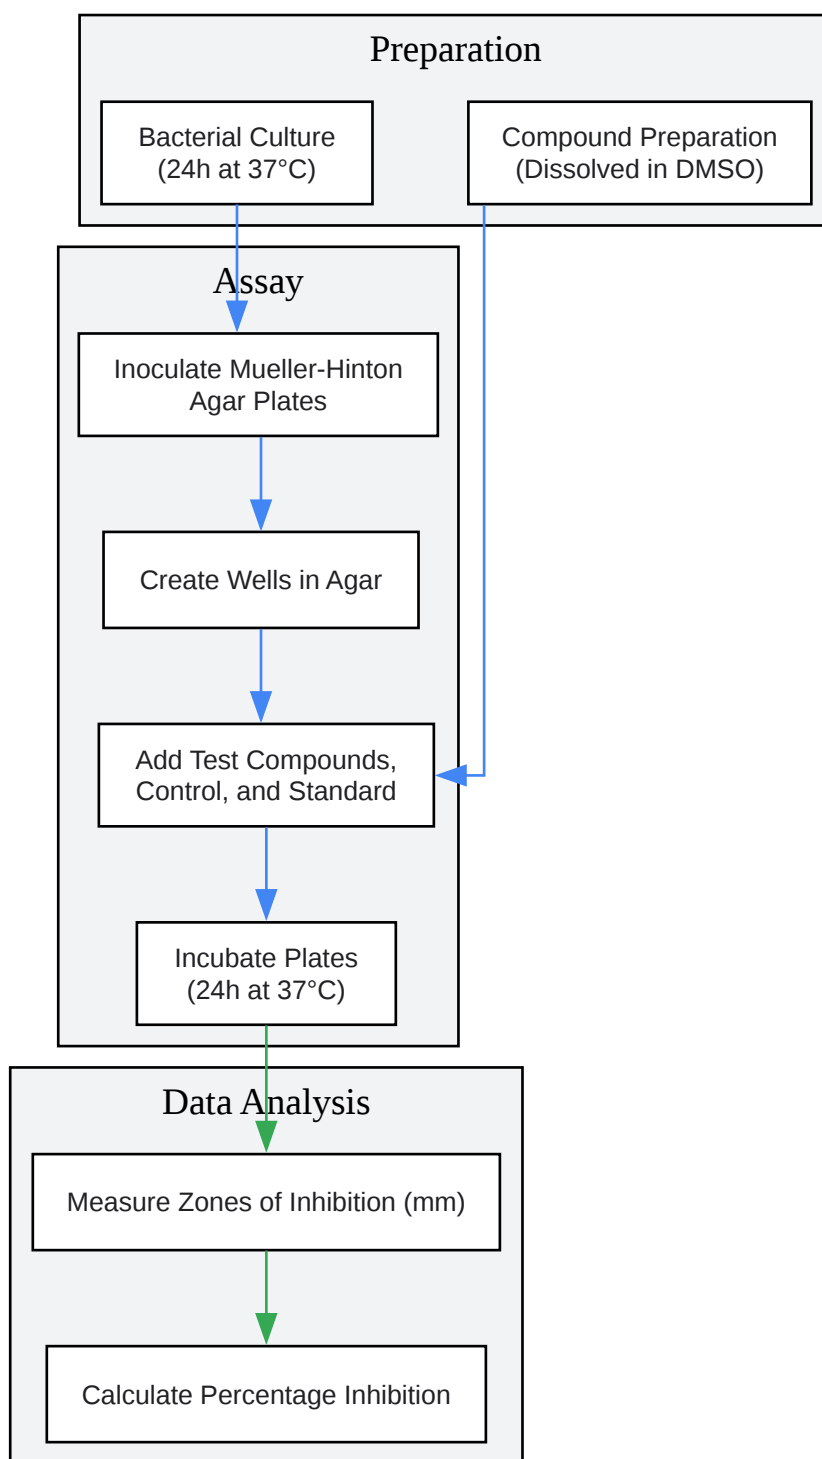 Preparation
Bacterial Culture
(24h at 37°C)
Compound Preparation
(Dissolved in DMSO)
Assay
Inoculate Mueller-Hinton
Agar Plates
Create Wells in Agar
Add Test Compounds,
Control, and Standard
Incubate Plates
(24h at 37°C)
Data Analysis
Measure Zones of Inhibition (mm)
Calculate Percentage Inhibition